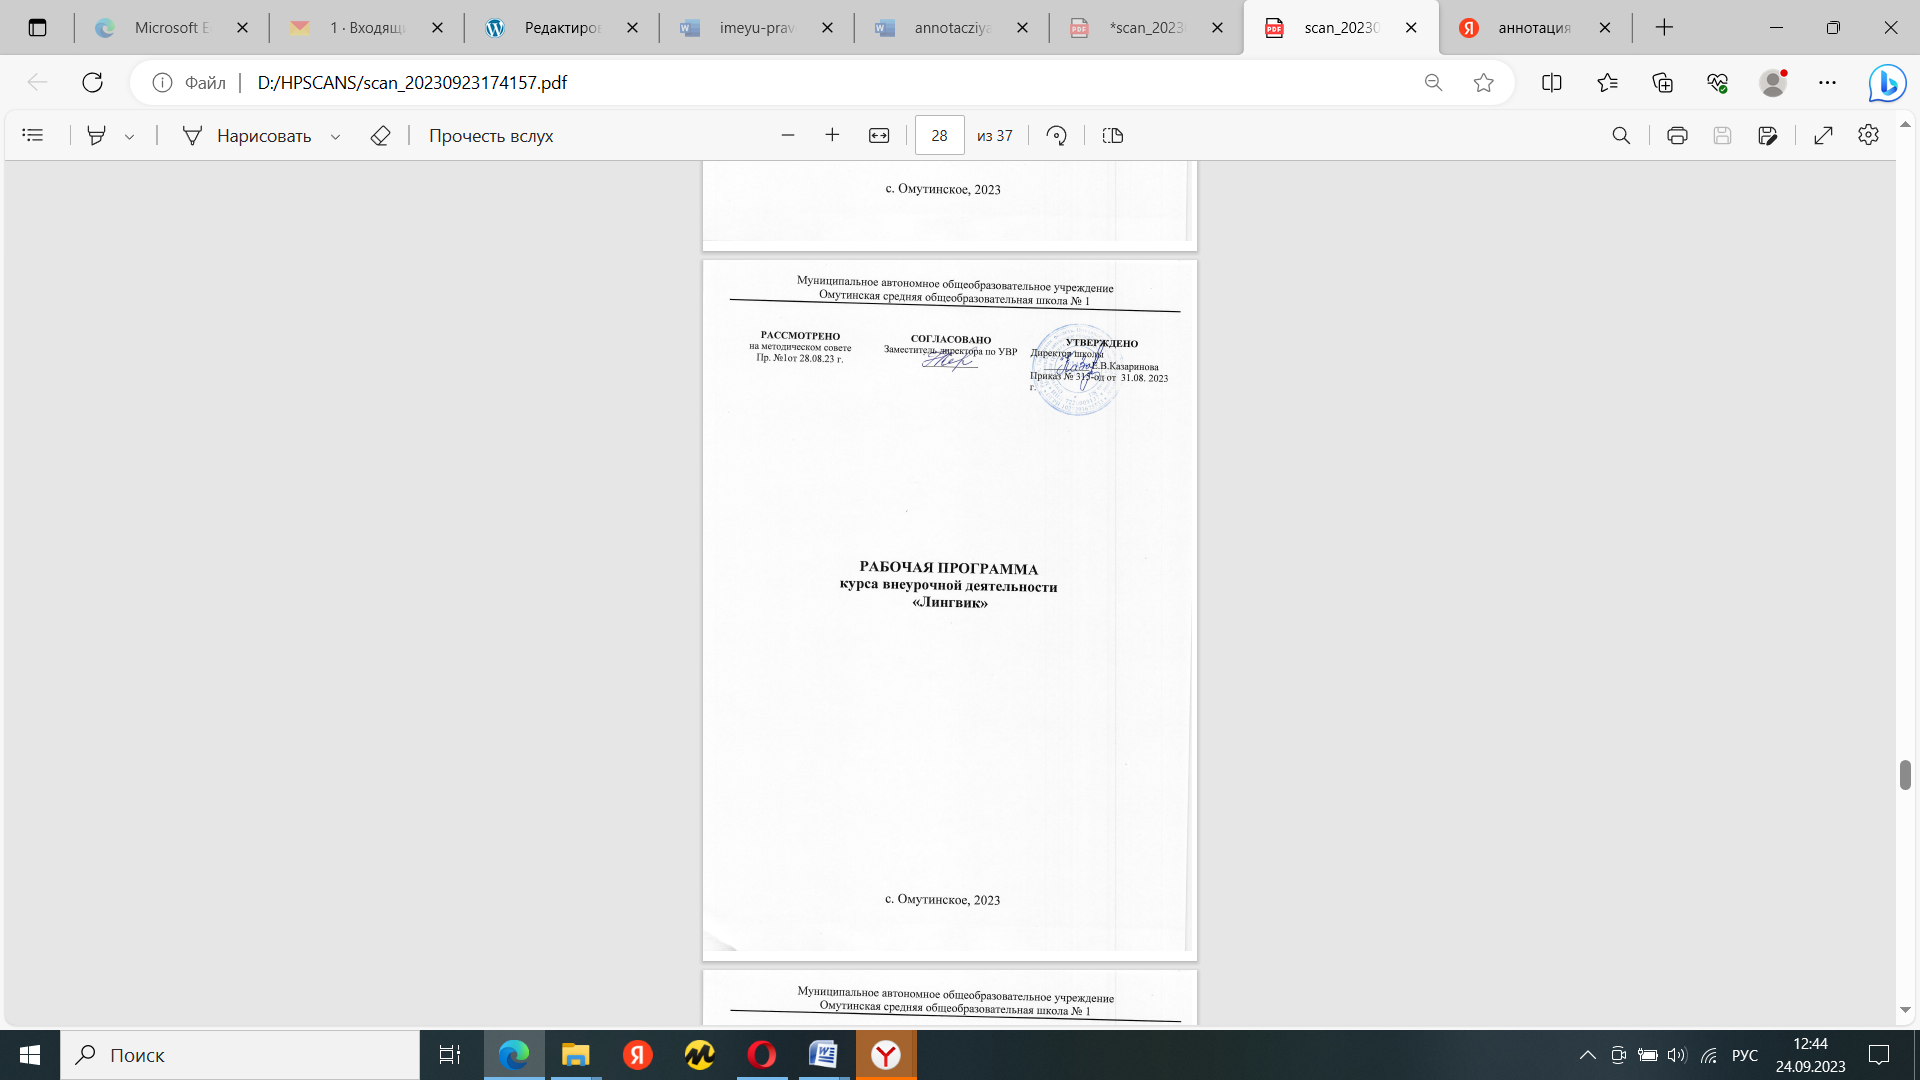 Microsoft E
1 · Входящи
Редактиров
imeyu-prav
annotacziya
*scan_2023
scan_20230
аннотация
Файл
D:/HPSCANS/scan_20230923174157.pdf
Нарисовать
Прочесть вслух
28
из 37
с. Омутинское, 2023
Муниципальное автономное общеобразовательное учреждение
Омутинская средняя общеобразовательная школа № 1
РАССМОТРЕНО
на методическом совете
Пр. №1от 28.08.23 г.
СОГЛАСОВАНО
Заместитель директора по УВР
УТВЕРЖДЕНО
Директор школы
Е.В.Казаринова
Приказ № 313-од от 31.08. 2023
г.
РАБОЧАЯ ПРОГРАММА
курса внеурочной деятельности
«Лингвик»
с. Омутинское, 2023
Муниципальное автономное общеобразовательное учреждение
Омутинская средняя общеобразовательная школа № 1
Поиск
РУС
12:44
24.09.2023